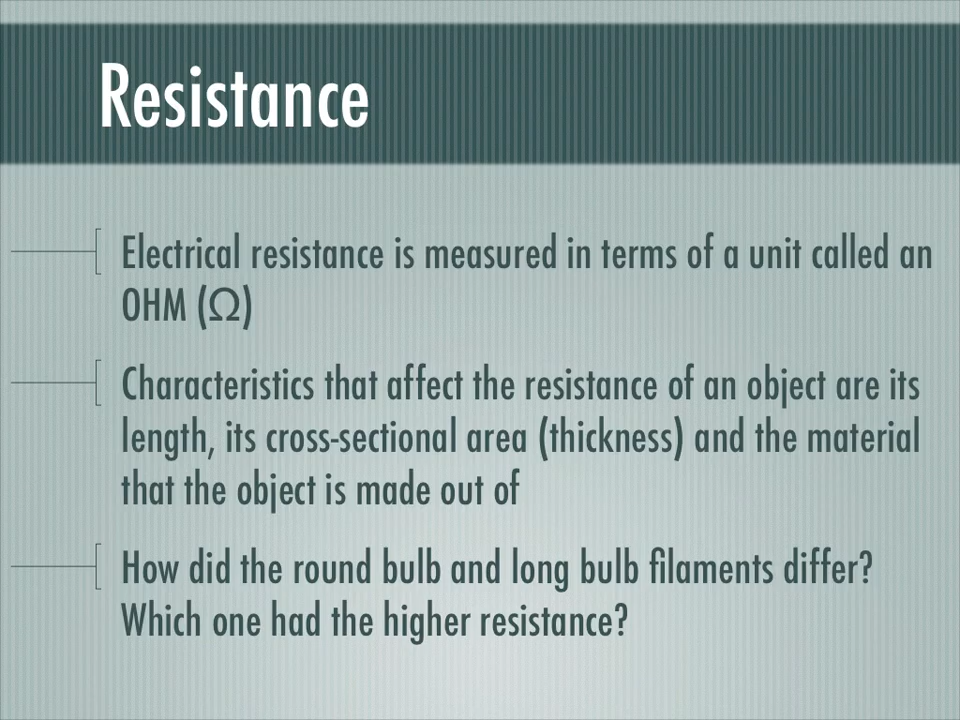 Resistance
Electrical resistance is measured in terms of a unit called an
OHM (Ω)
Characteristics that affect the resistance of an object are its
length, its cross-sectional area (thickness) and the material
that the object is made out of
How did the round bulb and long bulb filaments differ?
Which one had the higher resistance?